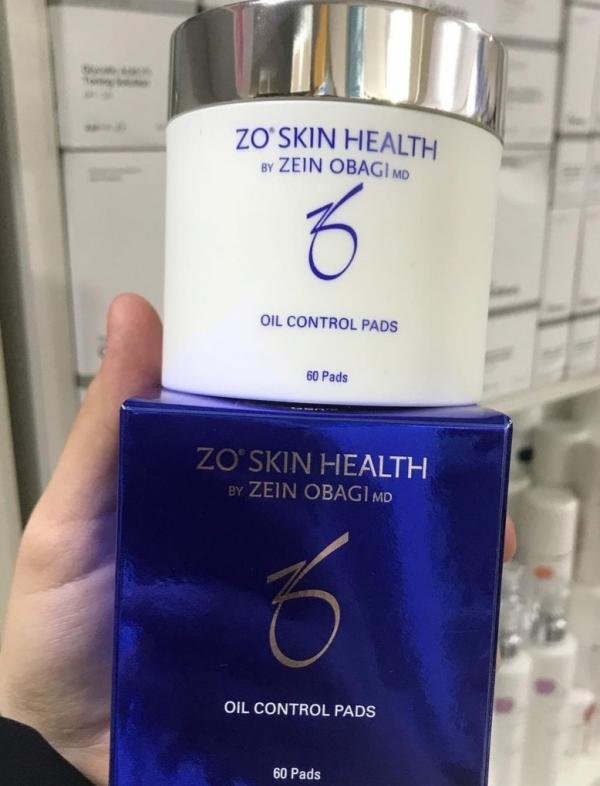 ZO® SKIN HEALTH
BY ZEIN OBAGI MD
OIL CONTROL PADS
60 Pads
ZO® SKIN HEALTH
BY ZEIN OBAGI MD
OIL CONTROL PADS
60 Pads